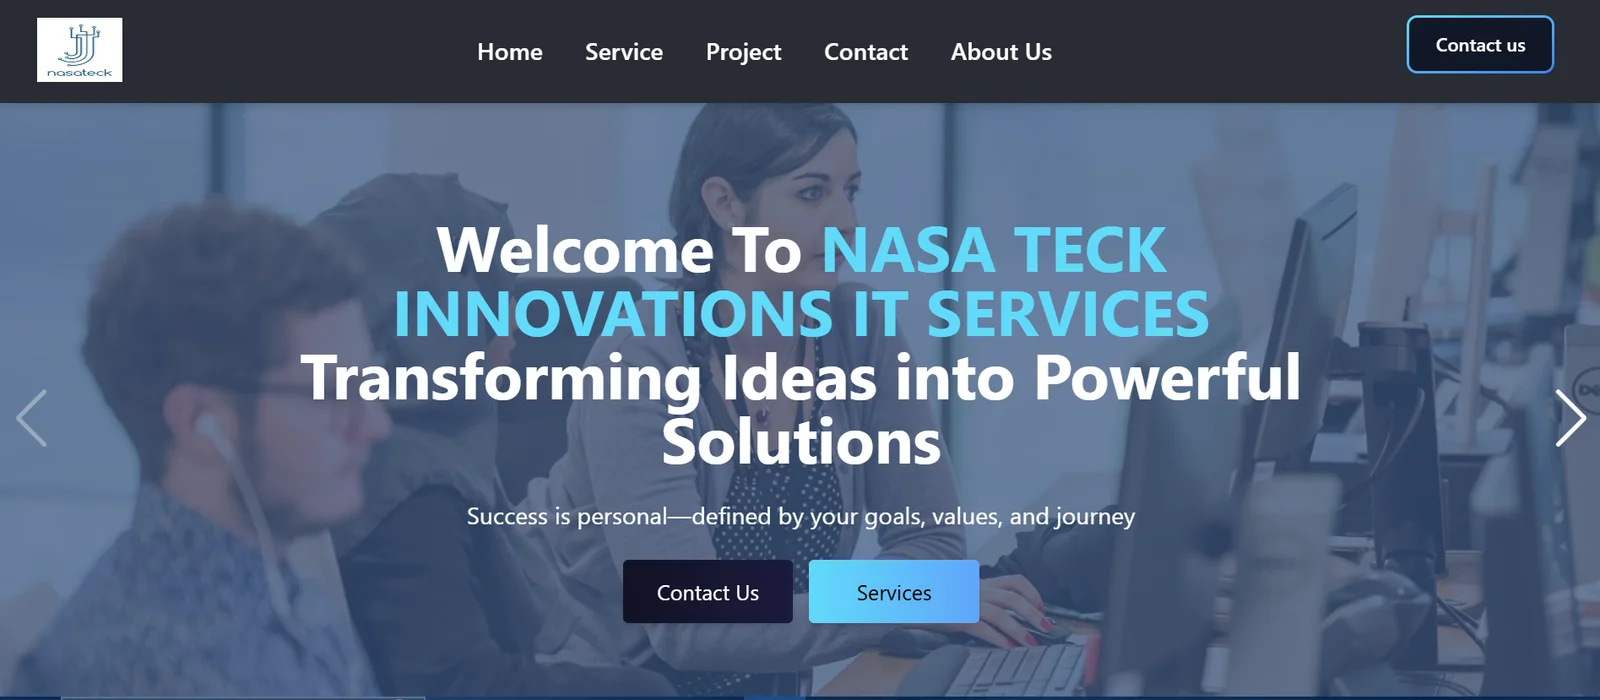 nasateck
Home Service Project Contact About Us
Contact us
Welcome To NASA TECK
INNOVATIONS IT SERVICES
Transforming Ideas into Powerful
Solutions
Success is personal—defined by your goals, values, and journey
Contact Us
Services